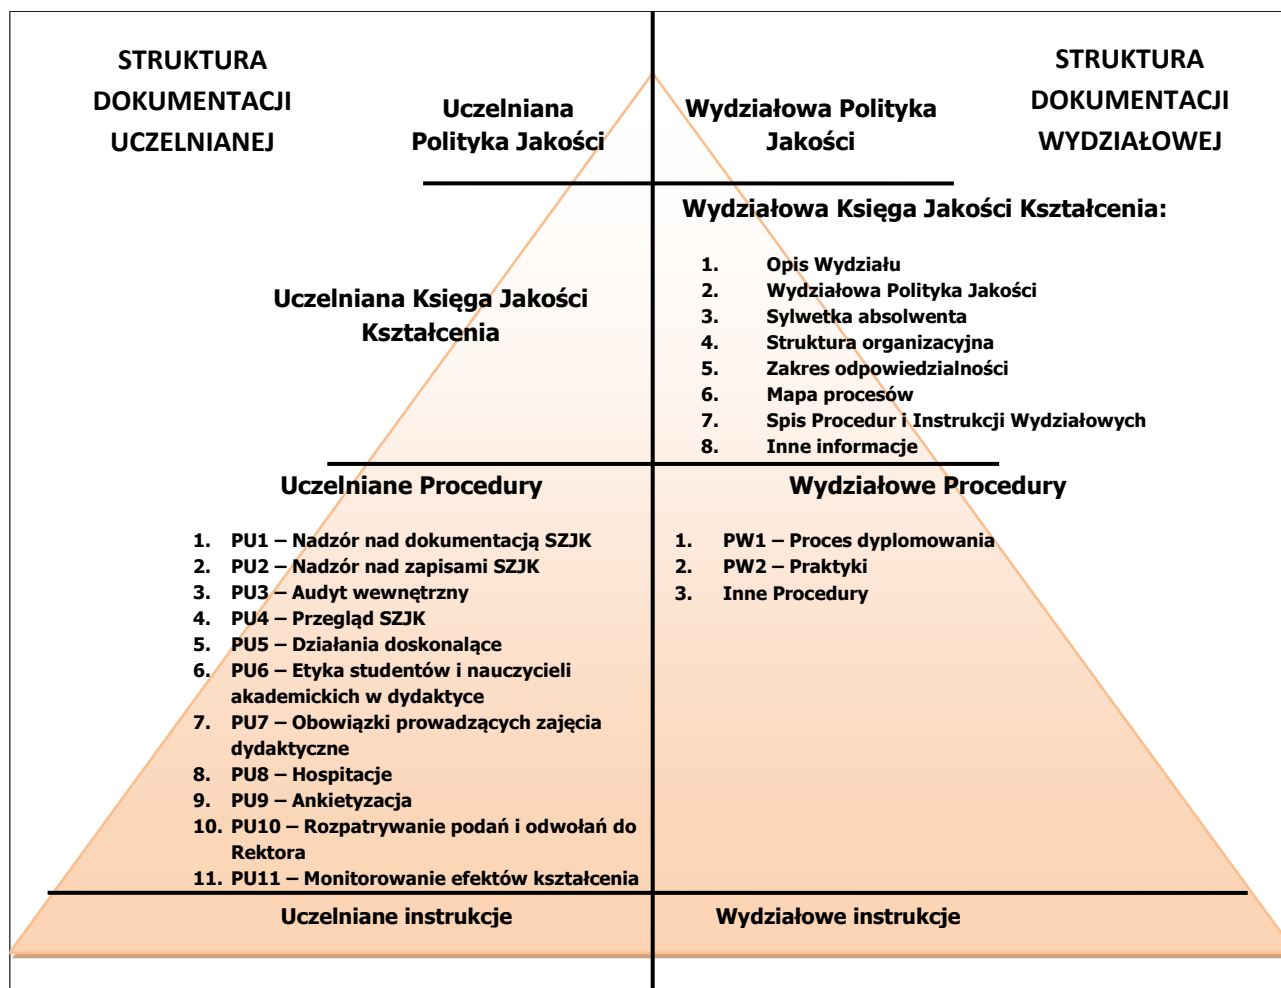 STRUKTURA
DOKUMENTACJI
UCZELNIANEJ
Uczelniana
Polityka Jakości
Wydziałowa Polityka
Jakości
STRUKTURA
DOKUMENTACJI
WYDZIAŁOWEJ
Uczelniana Księga Jakości
Kształcenia
Wydziałowa Księga Jakości Kształcenia:
1. Opis Wydziału
2. Wydziałowa Polityka Jakości
3. Sylwetka absolwenta
4. Struktura organizacyjna
5. Zakres odpowiedzialności
6. Mapa procesów
7. Spis Procedur i Instrukcji Wydziałowych
8. Inne informacje
Uczelniane Procedury
1. PU1 – Nadzór nad dokumentacją SZJK
2. PU2 – Nadzór nad zapisami SZJK
3. PU3 – Audyt wewnętrzny
4. PU4 – Przegląd SZJK
5. PU5 – Działania doskonalące
6. PU6 – Etyka studentów i nauczycieli
akademickich w dydaktyce
7. PU7 – Obowiązki prowadzących zajęcia
dydaktyczne
8. PU8 – Hospitacje
9. PU9 – Ankietyzacja
10. PU10 – Rozpatrywanie podań i odwołań do
Rektora
11. PU11 – Monitorowanie efektów kształcenia
Wydziałowe Procedury
1. PW1 – Proces dyplomowania
2. PW2 – Praktyki
3. Inne Procedury
Uczelniane instrukcje
Wydziałowe instrukcje